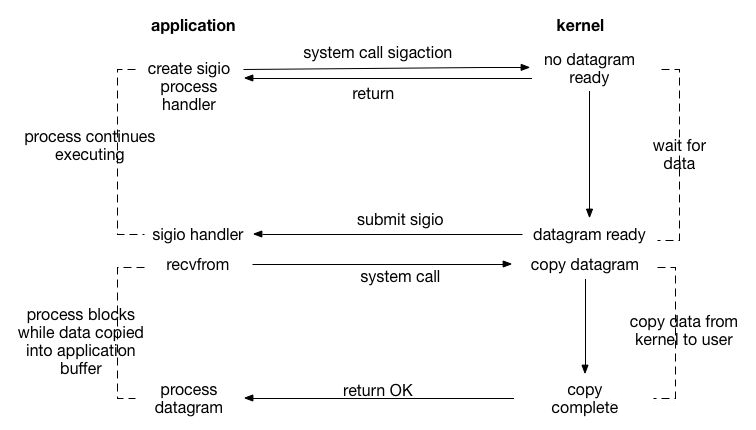 application
kernel
system call sigaction
create sigio
process
handler
no datagram
ready
return
process continues
executing
wait for
data
submit sigio
sigio handler
datagram ready
recvfrom
system call
copy datagram
process blocks
while data copied
into application
buffer
copy data from
kernel to user
process
datagram
return OK
copy
complete